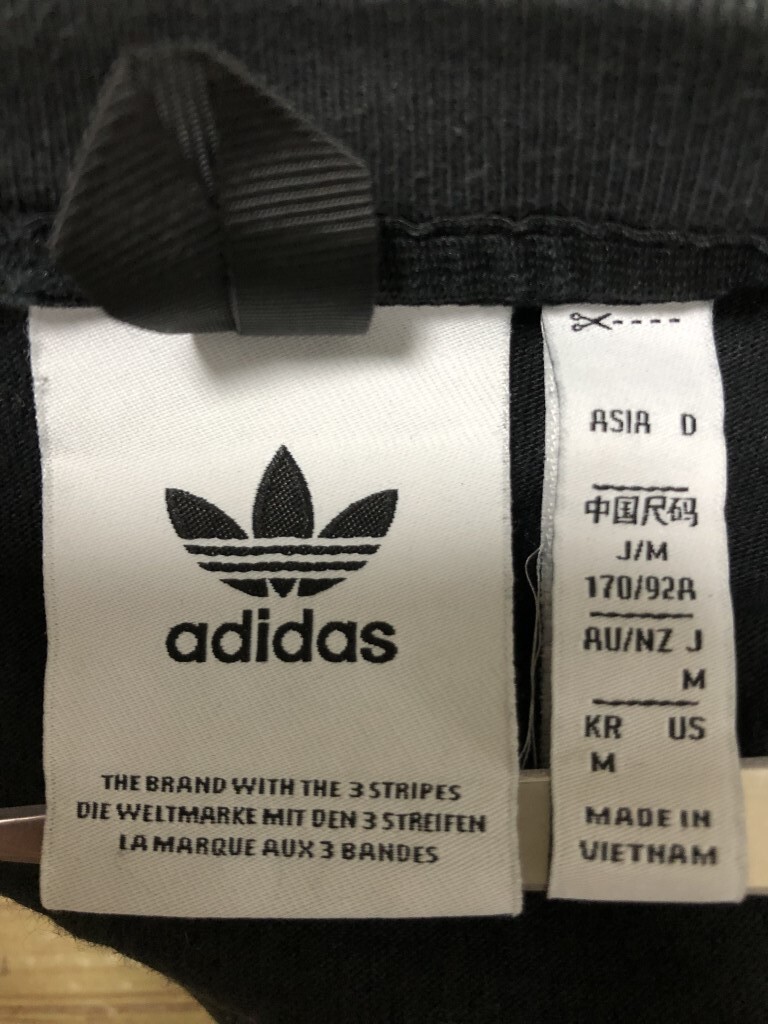 adidas
THE BRAND WITH THE 3 STRIPES
DIE WELTMARKE MIT DEN 3 STREIFEN
LA MARQUE AUX 3 BANDES
ASIA D
中国尺码
J/M
170/92A
AU/NZ J
M
KR US
M
MADE IN
VIETNAM